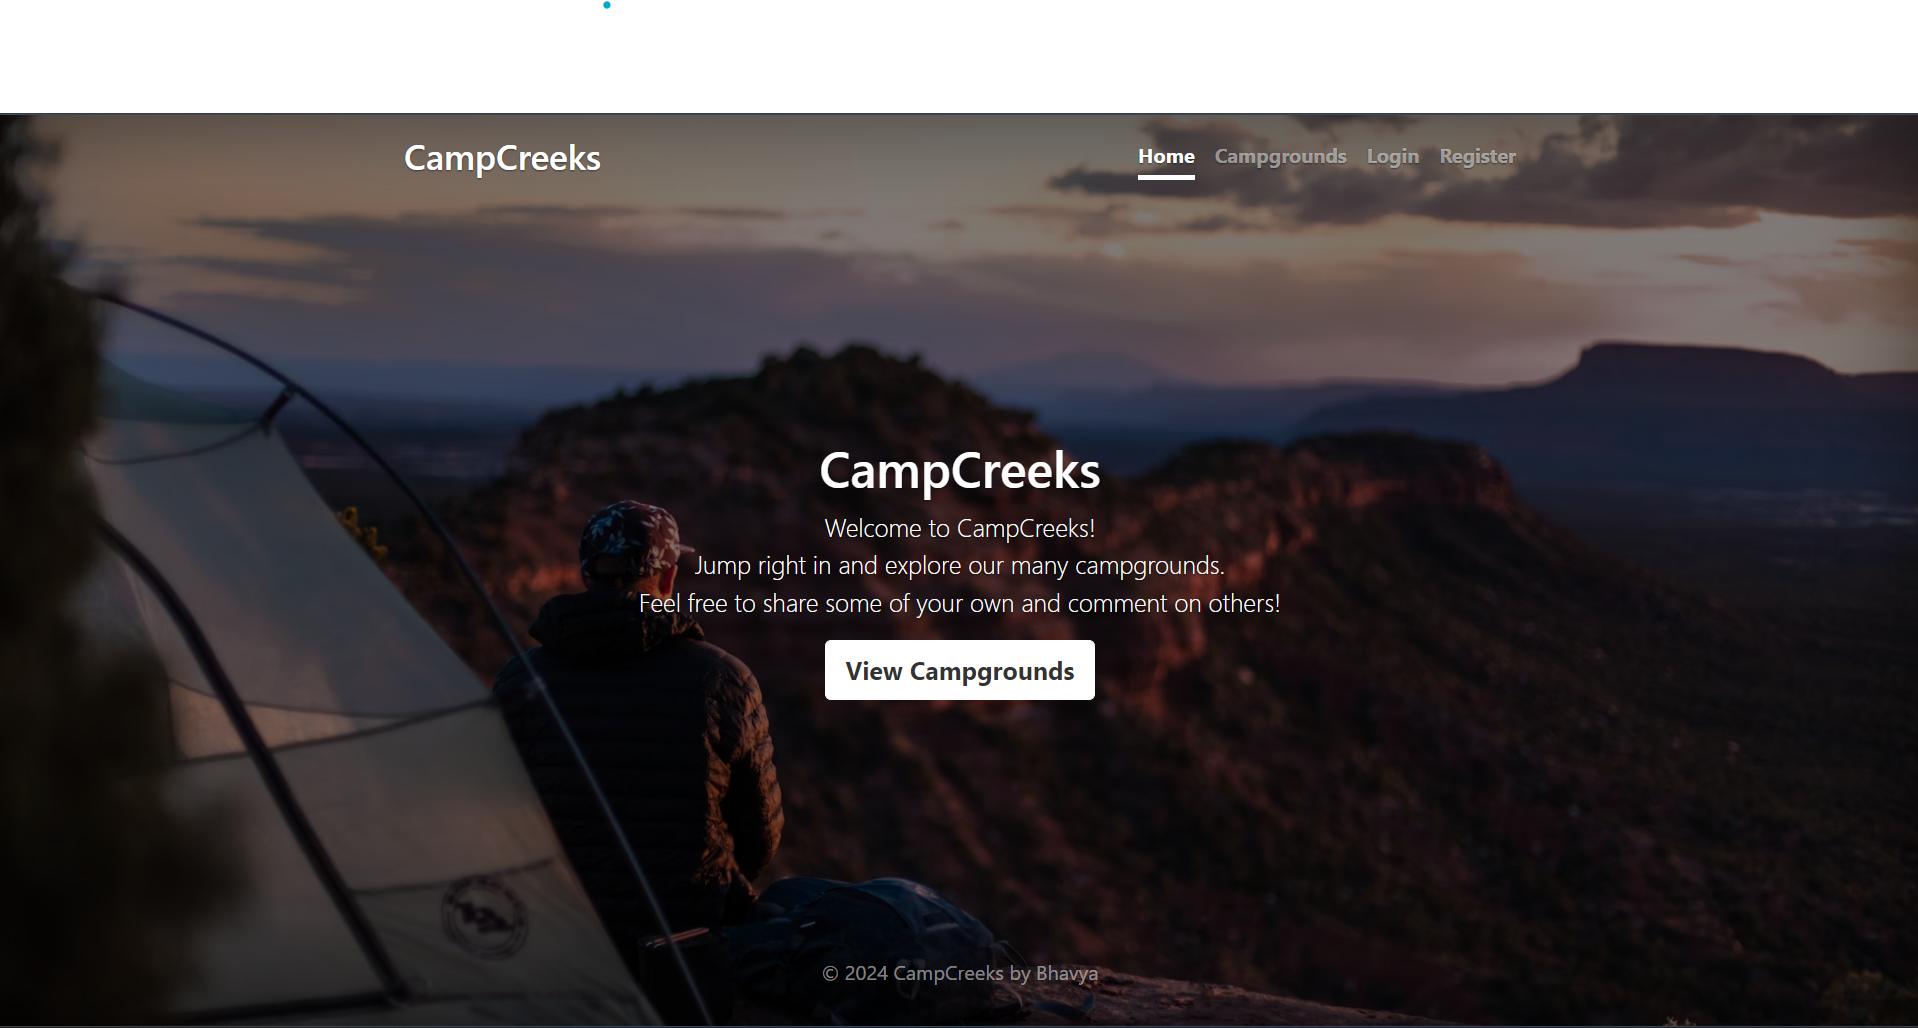 CampCreeks
Home Campgrounds Login Register
CampCreeks
Welcome to CampCreeks!
Jump right in and explore our many campgrounds.
Feel free to share some of your own and comment on others!
View Campgrounds
© 2024 CampCreeks by Bhavya